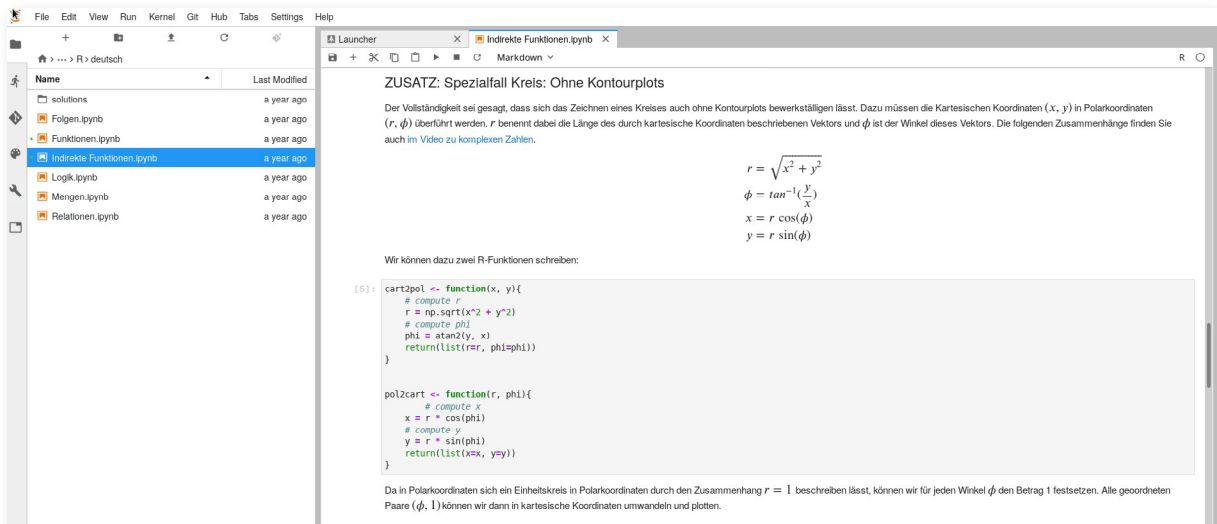 File Edit View Run Kernel Git Hub Tabs Settings Help
Launcher Indirekte Funktionen.ipynb
Markdown R
> ··· > R > deutsch
Name Last Modified
solutions a year ago
Folgen.ipynb a year ago
Funktionen.ipynb a year ago
Indirekte Funktionen.ipynb a year ago
Logik.ipynb a year ago
Mengen.ipynb a year ago
Relationen.ipynb a year ago
ZUSATZ: Spezialfall Kreis: Ohne Kontourplots
Der Vollständigkeit sei gesagt, dass sich das Zeichnen eines Kreises auch ohne Kontourplots bewerkställigen lässt. Dazu müssen die Kartesischen Koordinaten (x, y) in Polarkoordinaten
(r, ϕ) überführt werden. r benennt dabei die Länge des durch kartesische Koordinaten beschriebenen Vektors und ϕ ist der Winkel dieses Vektors. Die folgenden Zusammenhänge finden Sie
auch im Video zu komplexen Zahlen.
r = √(x² + y²)
ϕ = tan⁻¹(y/x)
x = r cos(ϕ)
y = r sin(ϕ)
Wir können dazu zwei R-Funktionen schreiben:
[5]: cart2pol <- function(x, y){
# compute r
r = np.sqrt(x^2 + y^2)
# compute phi
phi = atan2(y, x)
return(list(r=r, phi=phi))
}
pol2cart <- function(r, phi){
# compute x
x = r * cos(phi)
# compute y
y = r * sin(phi)
return(list(x=x, y=y))
}
Da in Polarkoordinaten sich ein Einheitskreis in Polarkoordinaten durch den Zusammenhang r = 1 beschreiben lässt, können wir für jeden Winkel ϕ den Betrag 1 festsetzen. Alle geordneten
Paare (ϕ, 1) können wir dann in kartesische Koordinaten umwandeln und plotten.